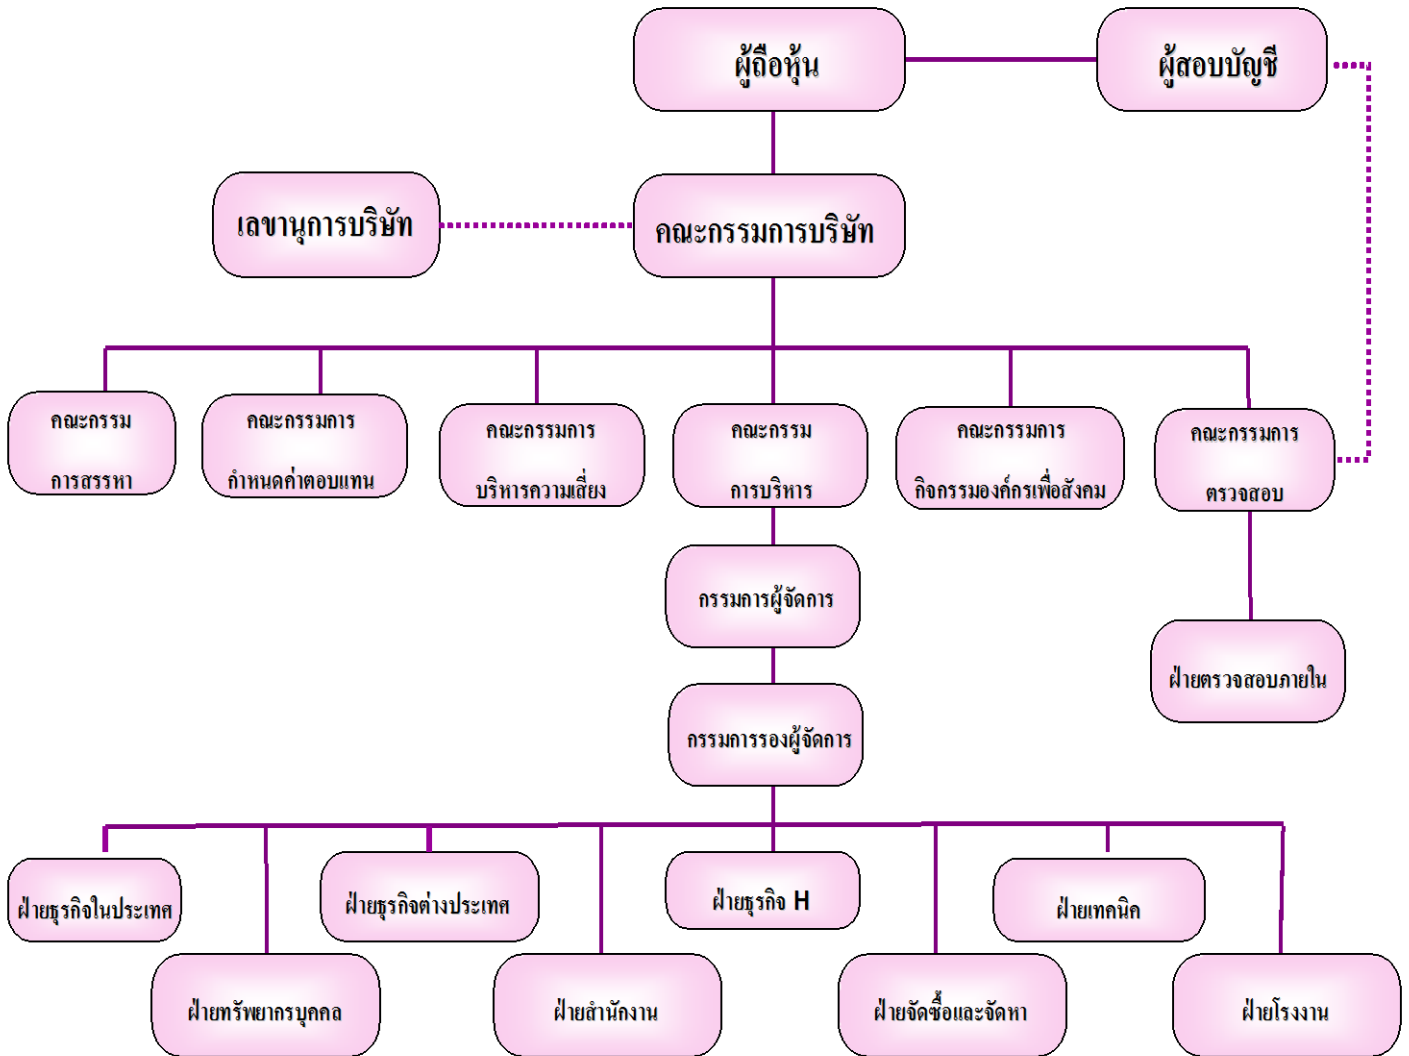 ผู้ถือหุ้น
ผู้สอบบัญชี
เลขานุการบริษัท
คณะกรรมการบริษัท
คณะกรรม
การสรรหา
คณะกรรมการ
กำหนดค่าตอบแทน
คณะกรรมการ
บริหารความเสี่ยง
คณะกรรม
การบริหาร
คณะกรรมการ
กิจกรรมองค์กรเพื่อสังคม
คณะกรรมการ
ตรวจสอบ
กรรมการผู้จัดการ
ฝ่ายตรวจสอบภายใน
กรรมการรองผู้จัดการ
ฝ่ายธุรกิจในประเทศ
ฝ่ายธุรกิจต่างประเทศ
ฝ่ายธุรกิจ H
ฝ่ายเทคนิค
ฝ่ายทรัพยากรบุคคล
ฝ่ายสำนักงาน
ฝ่ายจัดซื้อและจัดหา
ฝ่ายโรงงาน